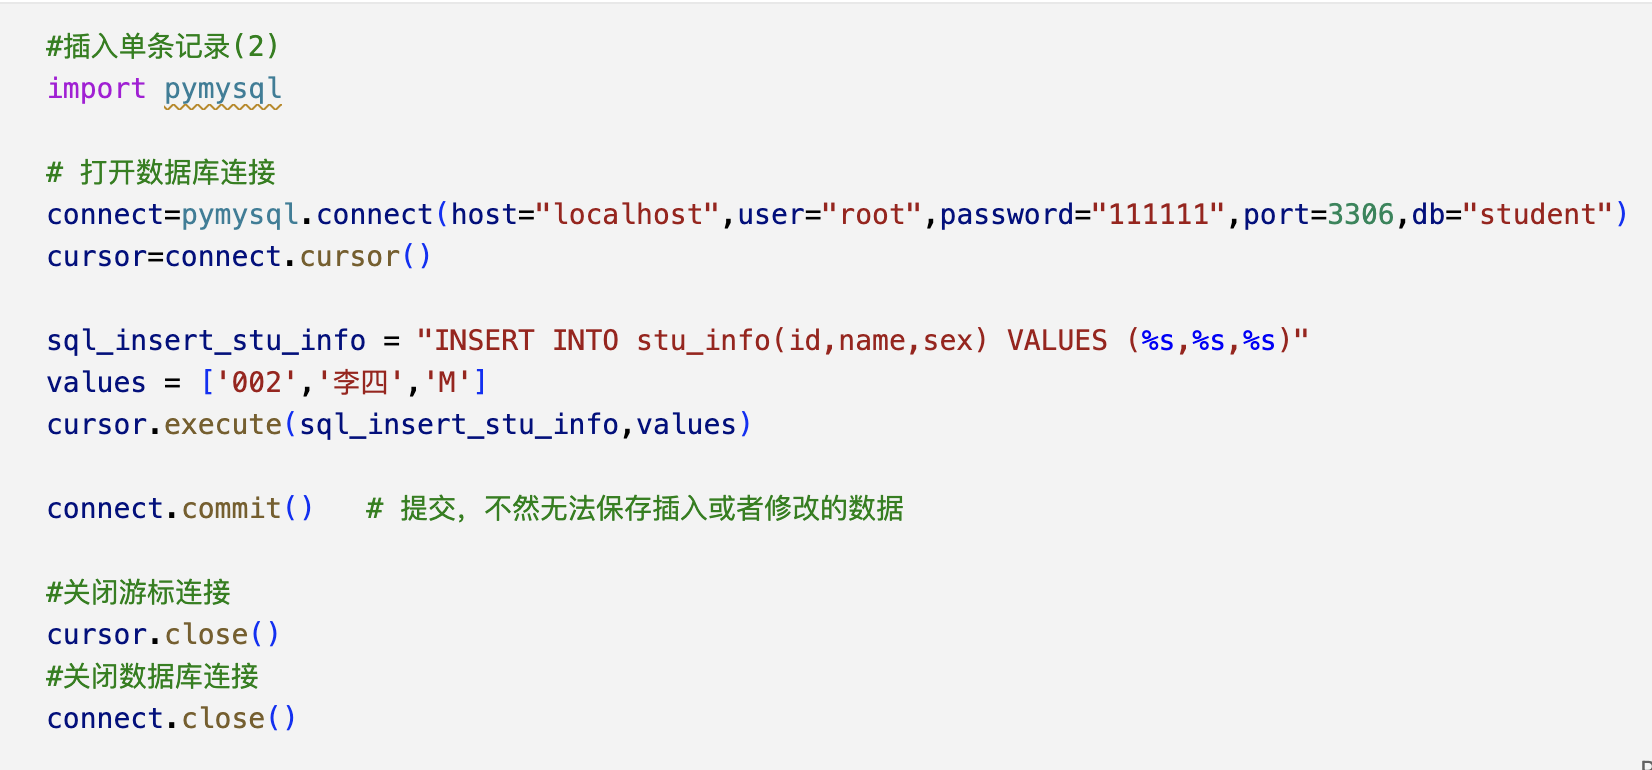 #插入单条记录(2)
import pymysql
# 打开数据库连接
connect=pymysql.connect(host="localhost",user="root",password="111111",port=3306,db="student")
cursor=connect.cursor()
sql_insert_stu_info = "INSERT INTO stu_info(id,name,sex) VALUES (%s,%s,%s)"
values = ['002','李四','M']
cursor.execute(sql_insert_stu_info,values)
connect.commit()   # 提交，不然无法保存插入或者修改的数据
#关闭游标连接
cursor.close()
#关闭数据库连接
connect.close()